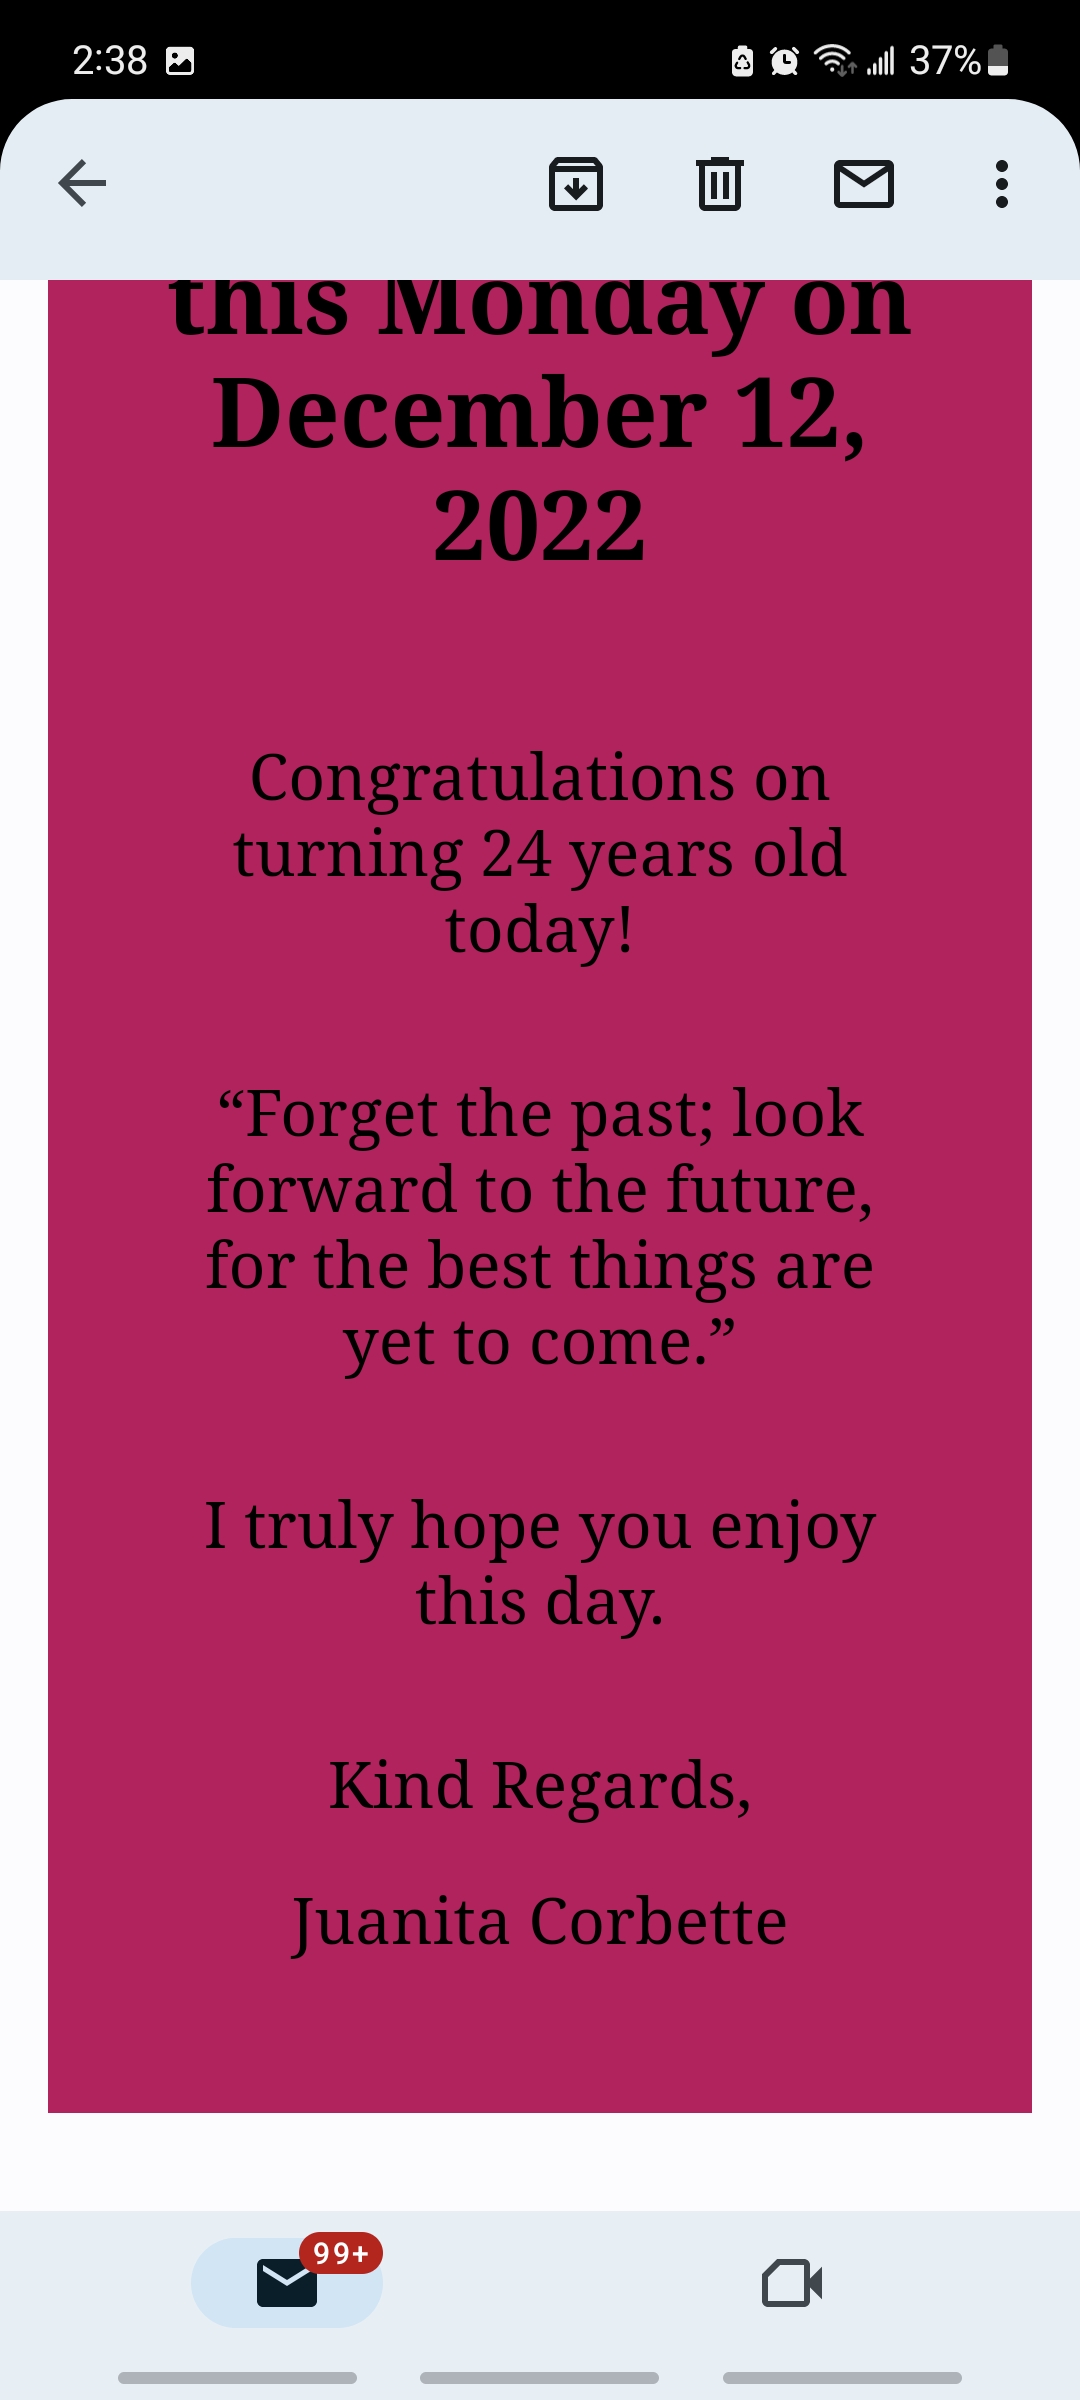 2:38
37%
this Monday on
December 12,
2022
Congratulations on
turning 24 years old
today!
“Forget the past; look
forward to the future,
for the best things are
yet to come.”
I truly hope you enjoy
this day.
Kind Regards,
Juanita Corbette
99+